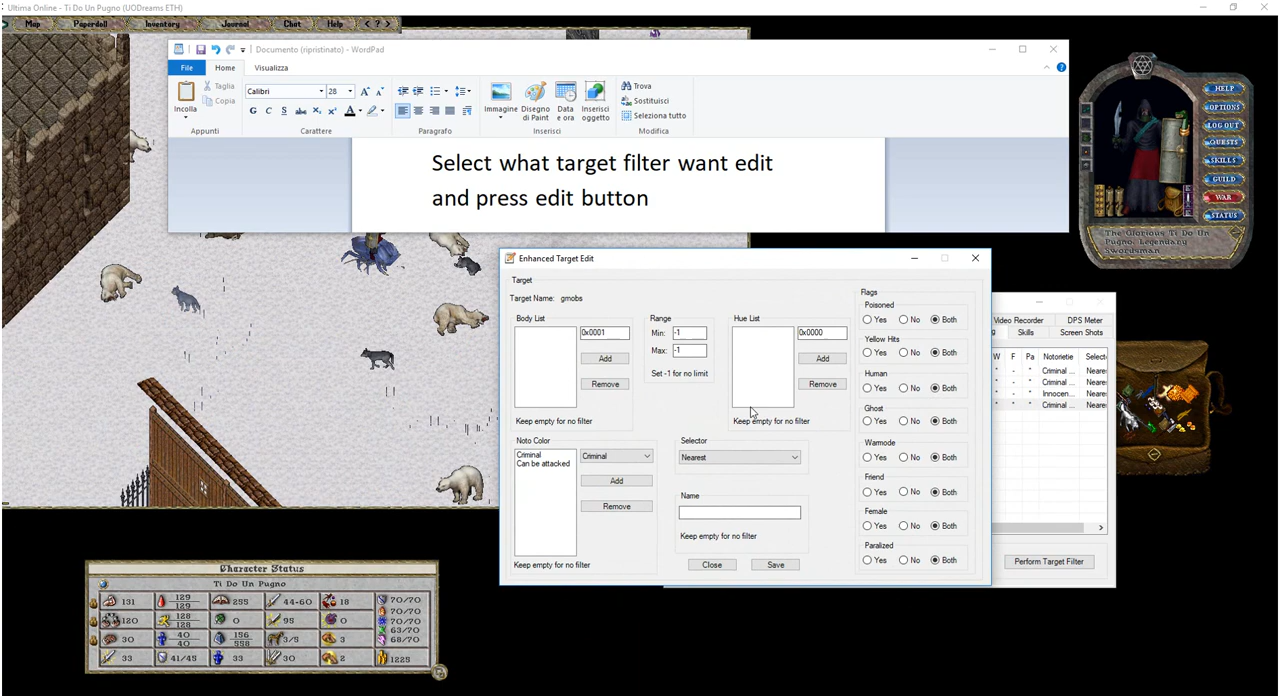 Ultima Online - Ti Do Un Pugno (UODreams ETH)
Map Paperdoll Inventory Journal Chat Help < ? >
Documento (ripristinato) - WordPad
File Home Visualizza
Incolla
Taglia
Copia
Appunti
Calibri 28
G C S abc X₂ X² A
Carattere
Paragrafo
Immagine
Disegno di Paint
Data e ora
Inserisci oggetto
Inserisci
Trova
Sostituisci
Seleziona tutto
Modifica
Select what target filter want edit
and press edit button
HELP
OPTIONS
LOG OUT
QUESTS
SKILLS
GUILD
WAR
STATUS
The Glorious Ti Do Un
Pugno, Legendary
Swordsman
Enhanced Target Edit
Target
Target Name: gmobs
Body List
0x0001
Add
Remove
Keep empty for no filter
Range
Min: -1
Max: -1
Set -1 for no limit
Hue List
0x0000
Add
Remove
Keep empty for no filter
Noto Color
Criminal
Can be attacked
Criminal
Add
Remove
Keep empty for no filter
Selector
Nearest
Name
Keep empty for no filter
Close
Save
Flags
Poisoned
Yes No Both
Yellow Hits
Yes No Both
Human
Yes No Both
Ghost
Yes No Both
Warmode
Yes No Both
Friend
Yes No Both
Female
Yes No Both
Paralized
Yes No Both
Video Recorder DPS Meter
g Skills Screen Shots
W F Pa Notorietie Selecto
* - * Criminal ... Neares
* - * Criminal ... Neares
* - * Innocen... Neares
* * * Criminal ... Neares
Perform Target Filter
Character Status
Ti Do Un Pugno
131 129/129 255 44-60 18 70/70
70/70
120 128/128 0 95 0 70/70
63/70
30 40/40 156/558 3/5 3 68/70
33 41/45 33 30 2 1225